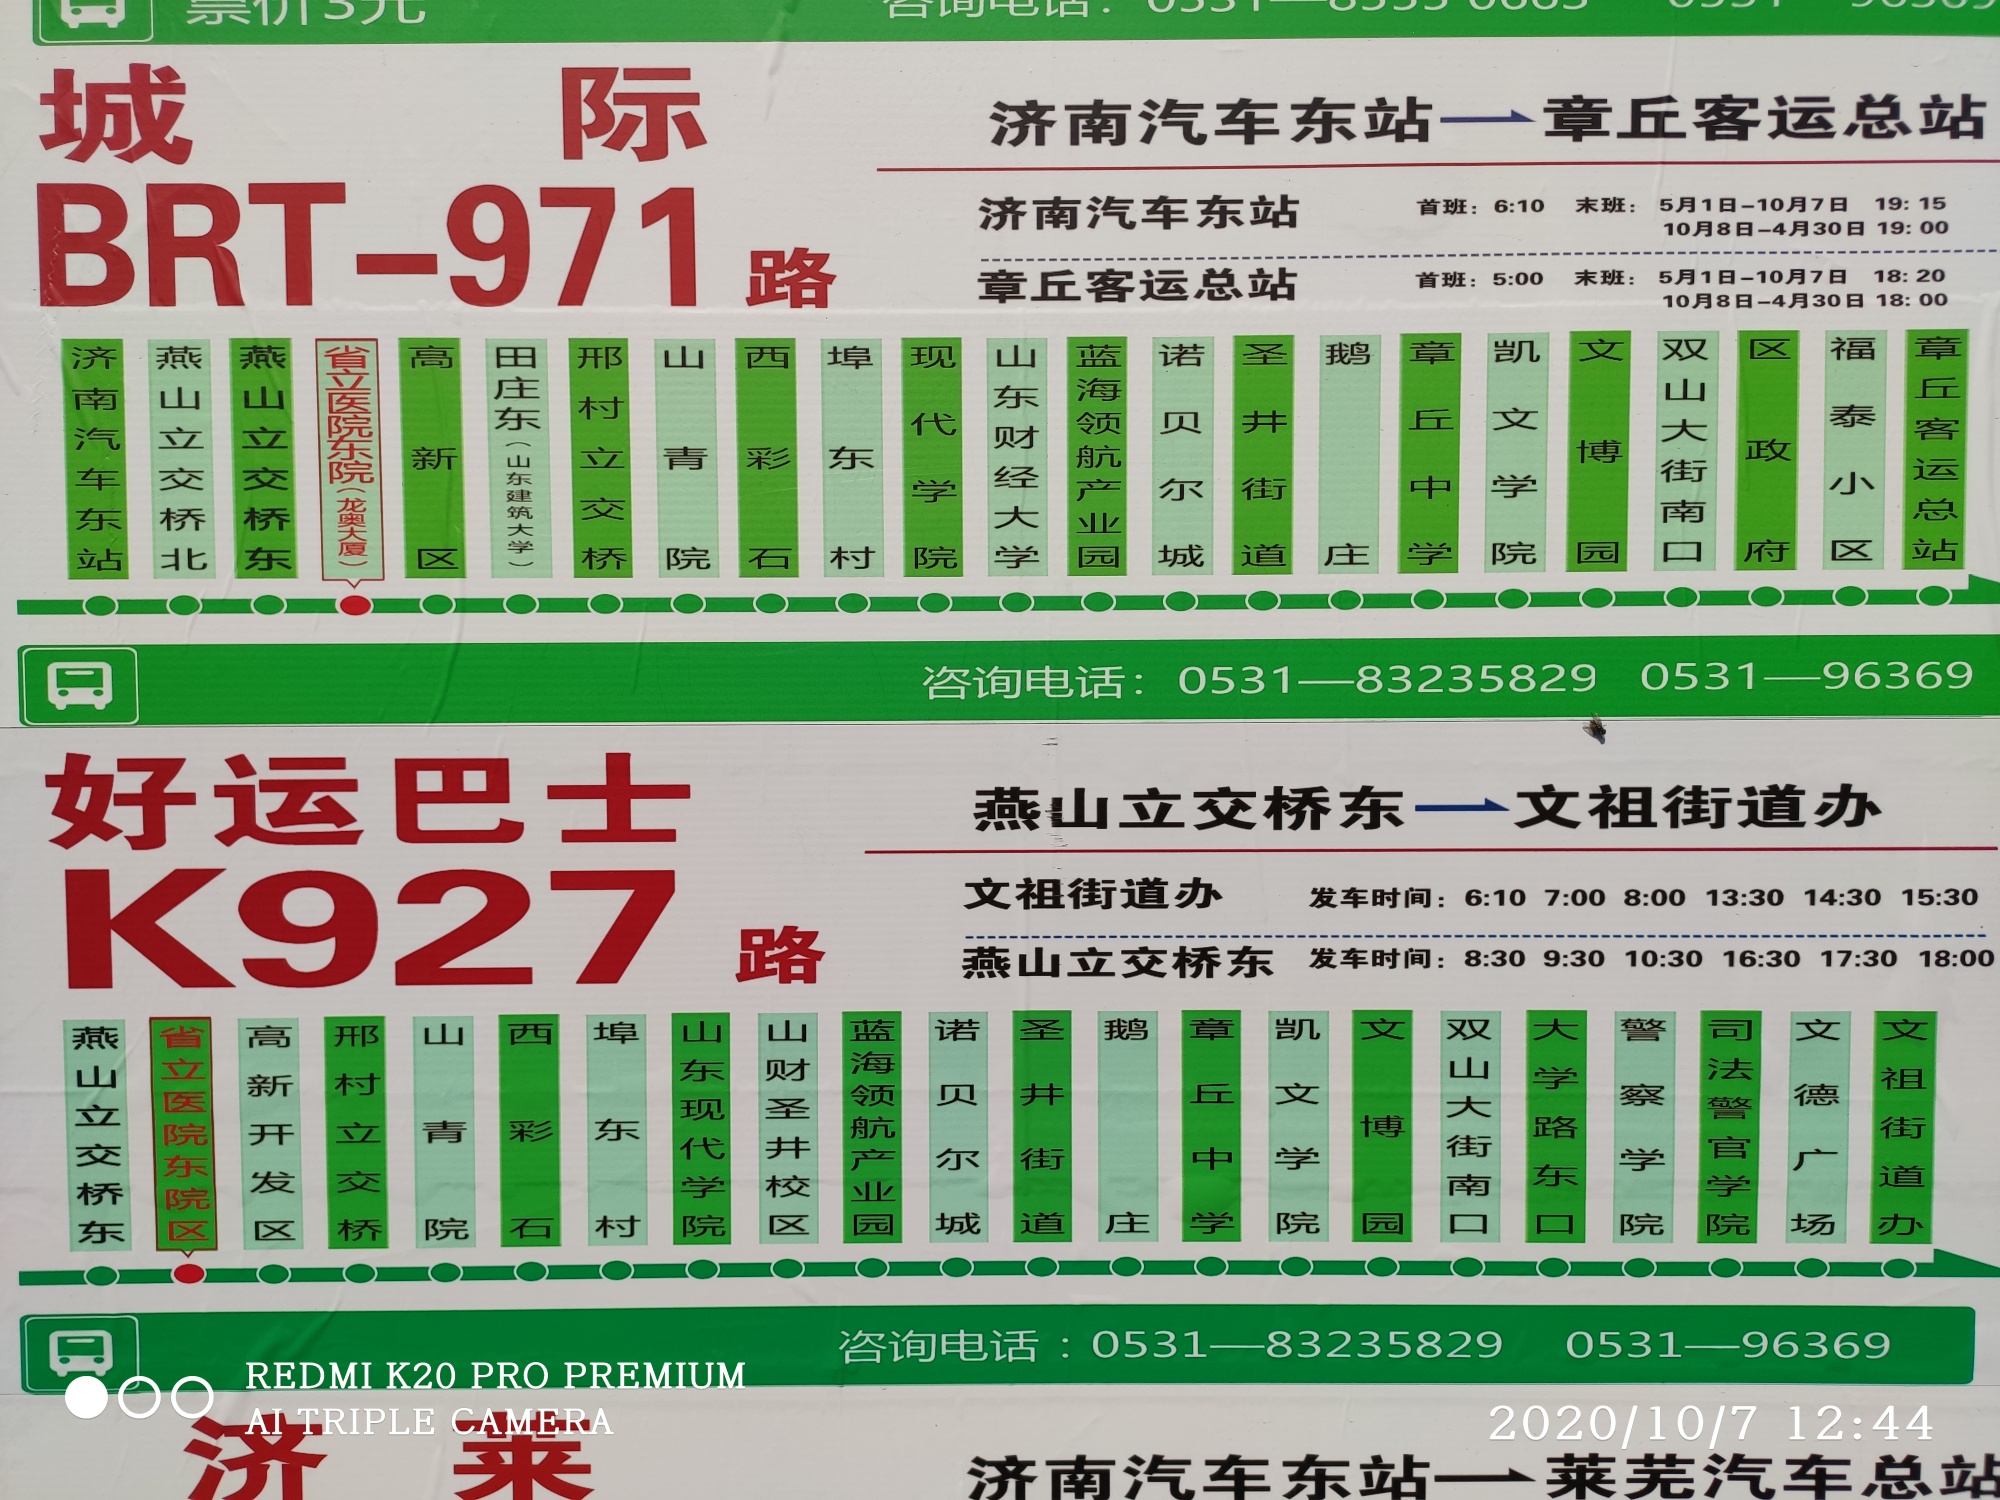 票价3元
咨询电话：0531—8555 0663 0531—96369
城际
BRT-971路
济南汽车东站→章丘客运总站
济南汽车东站 首班：6:10 末班：5月1日-10月7日 19:15
10月8日-4月30日 19:00
章丘客运总站 首班：5:00 末班：5月1日-10月7日 18:20
10月8日-4月30日 18:00
济南汽车东站
燕山立交桥北
燕山立交桥东
省立医院东院（龙奥大厦）
高新区
田庄东（山东建筑大学）
邢村立交桥
山青院
西彩石
埠东村
现代学院
山东财经大学
蓝海领航产业园
诺贝尔城
圣井街道
鹅庄
章丘中学
凯文学院
文博园
双山大街南口
区政府
福泰小区
章丘客运总站
咨询电话：0531—83235829 0531—96369
好运巴士
K927路
燕山立交桥东→文祖街道办
文祖街道办 发车时间：6:10 7:00 8:00 13:30 14:30 15:30
燕山立交桥东 发车时间：8:30 9:30 10:30 16:30 17:30 18:00
燕山立交桥东
省立医院东院区
高新开发区
邢村立交桥
山青院
西彩石
埠东村
山东现代学院
山财圣井校区
蓝海领航产业园
诺贝尔城
圣井街道
鹅庄
章丘中学
凯文学院
文博园
双山大街南口
大学路东口
警察学院
司法警官学院
文德广场
文祖街道办
咨询电话：0531—83235829 0531—96369
REDMI K20 PRO PREMIUM
AI TRIPLE CAMERA
2020/10/7 12:44
济莱
济南汽车东站→莱芜汽车总站